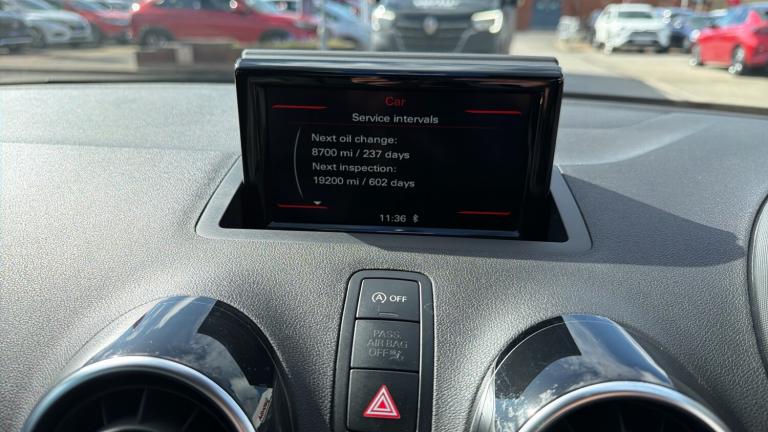 Car
Service intervals
Next oil change:
8700 mi / 237 days
Next inspection:
19200 mi / 602 days
11:36
A OFF
PASS.
AIR BAG
OFF